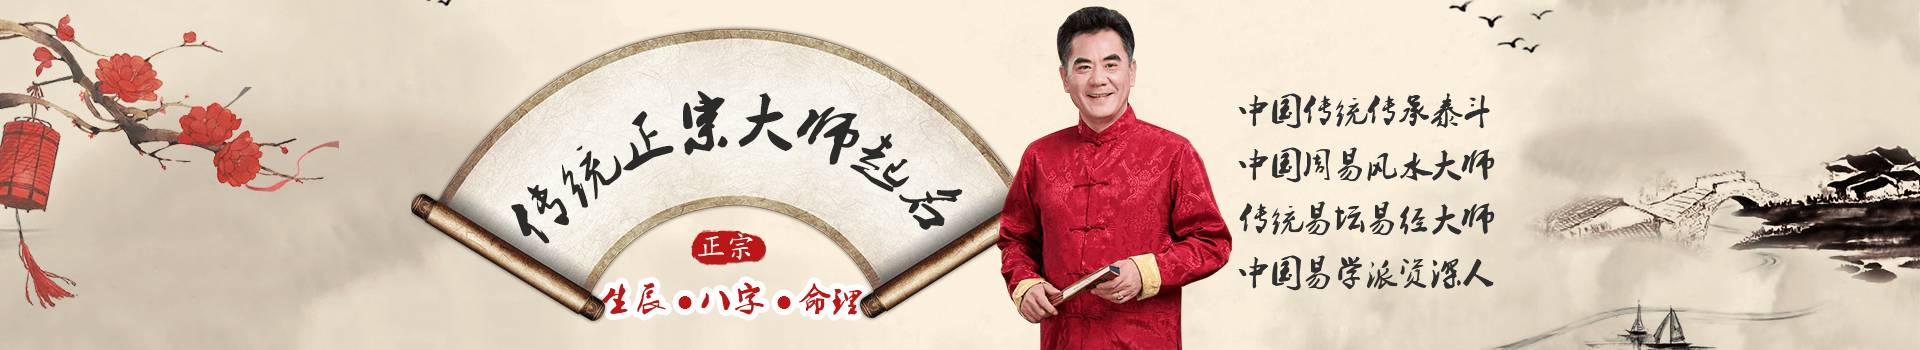 传统正宗大师起名
正宗
生辰•八字•命理
中国传统传承泰斗
中国周易风水大师
传统易坛易经大师
中国易学派资深人